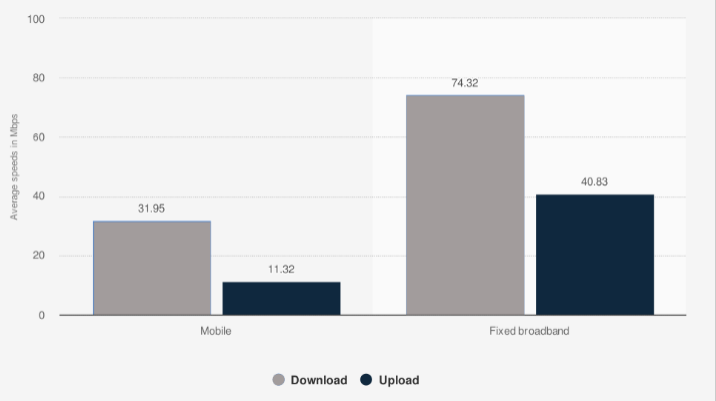 100
80
60
40
20
0
Average speeds in Mbps
31.95
11.32
74.32
40.83
Mobile
Fixed broadband
Download
Upload